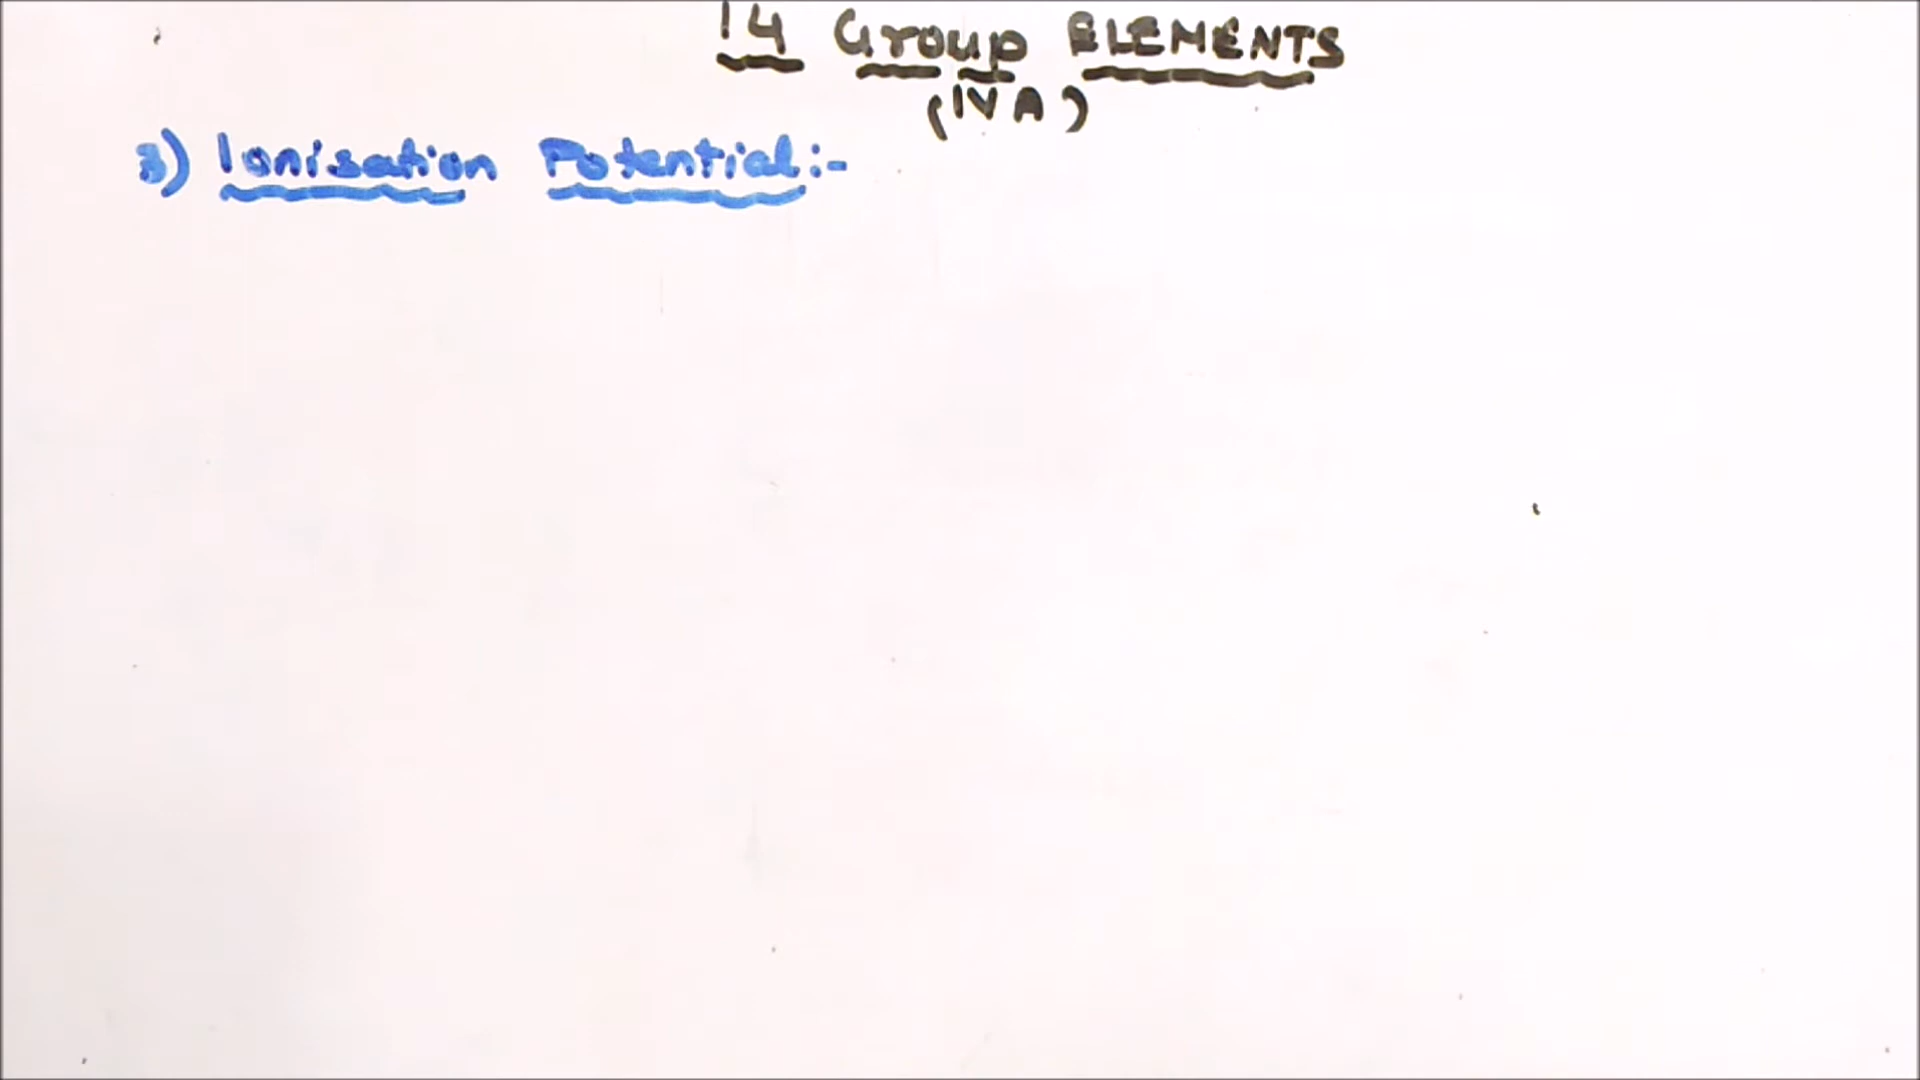 14 Group ELEMENTS
(IVA)
3) Ionisation Potential:-